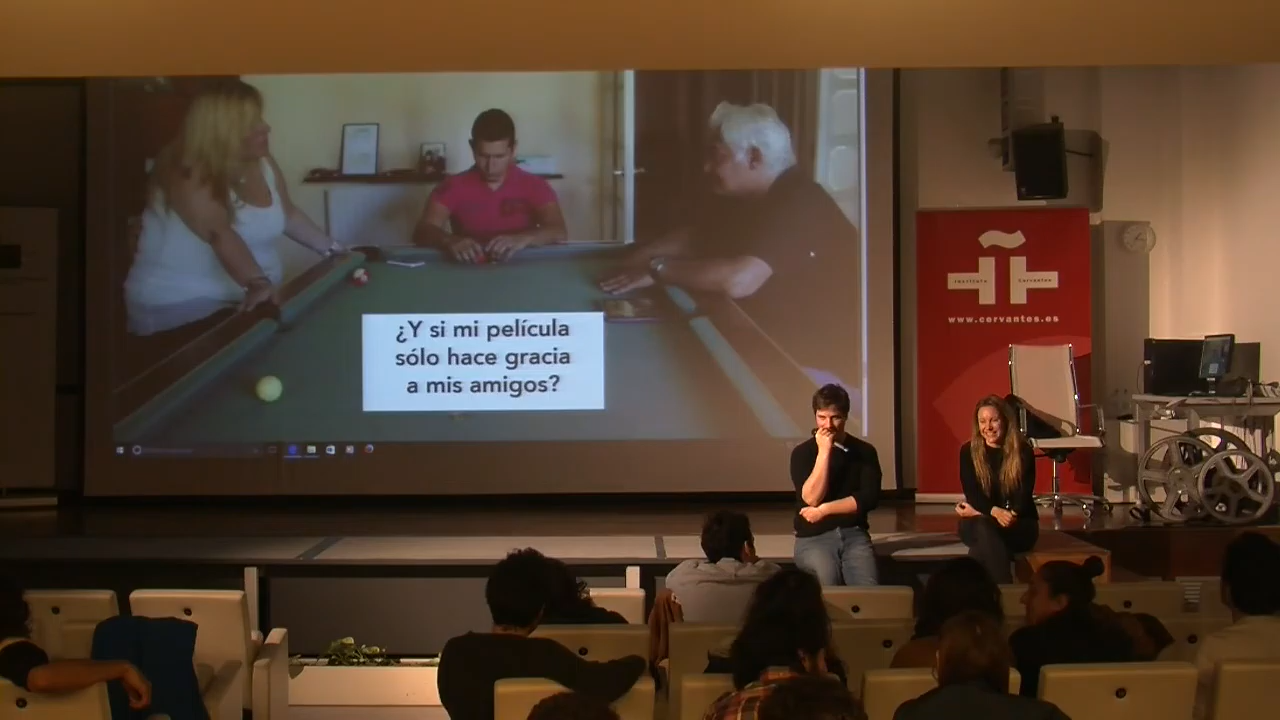 ¿Y si mi película
sólo hace gracia
a mis amigos?
Instituto Cervantes
www.cervantes.es